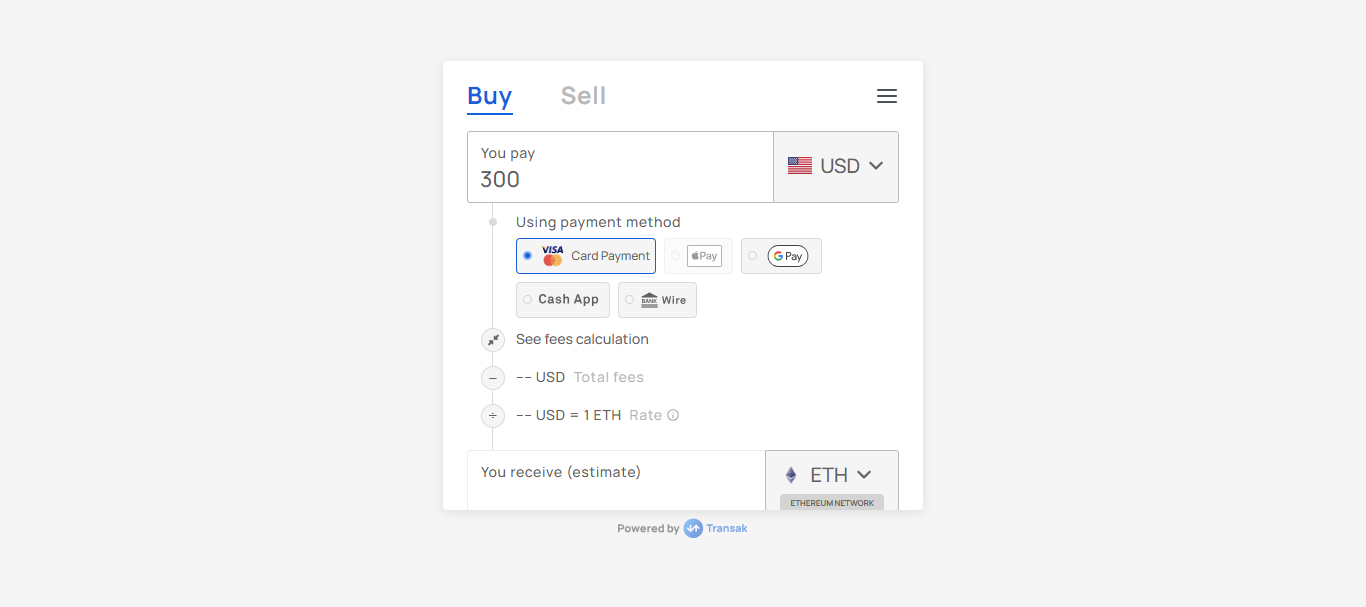 Buy Sell
You pay
300
USD
Using payment method
VISA Card Payment
Pay
G Pay
Cash App
BANK Wire
See fees calculation
−− USD Total fees
−− USD = 1 ETH Rate
You receive (estimate)
ETH
ETHEREUM NETWORK
Powered by Transak